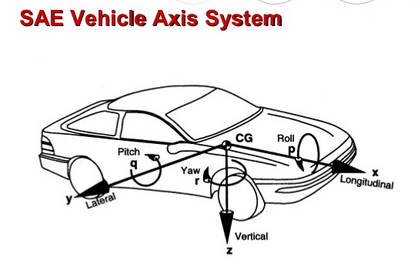 SAE Vehicle Axis System
CG
Roll
p
Pitch
q
Yaw
r
x
Longitudinal
y
Lateral
Vertical
z